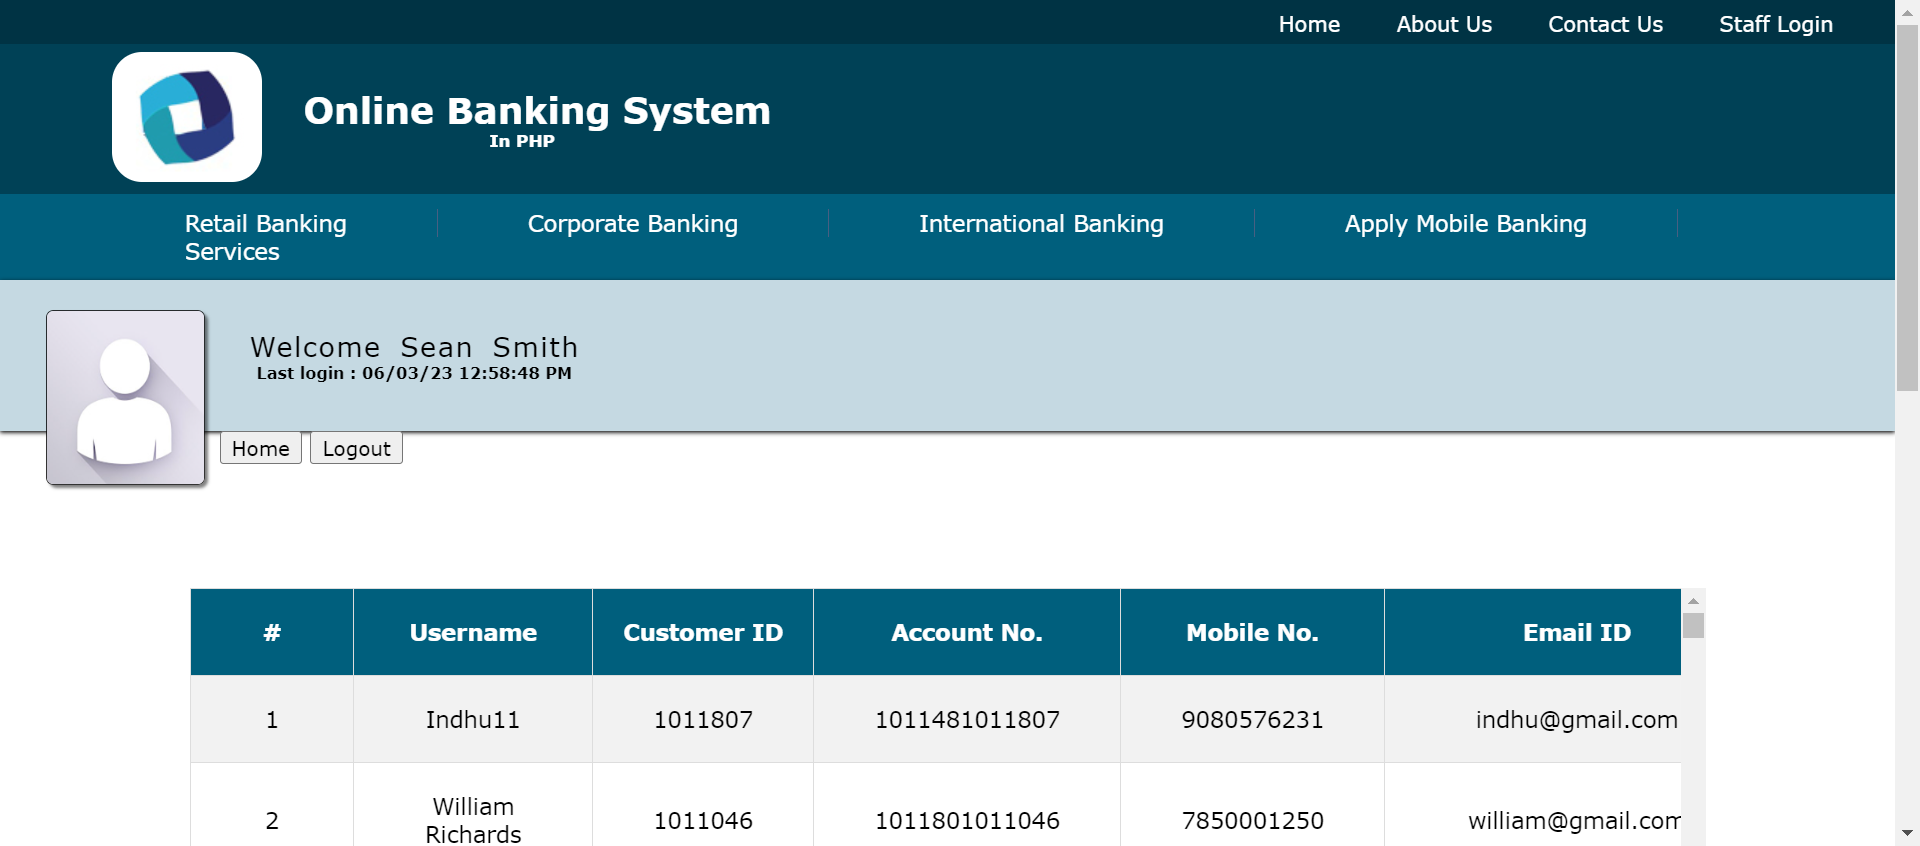 Home About Us Contact Us Staff Login
Online Banking System
In PHP
Retail Banking Corporate Banking International Banking Apply Mobile Banking
Services
Welcome Sean Smith
Last login : 06/03/23 12:58:48 PM
Home Logout
# Username Customer ID Account No. Mobile No. Email ID
1 Indhu11 1011807 1011481011807 9080576231 indhu@gmail.com
2 William Richards 1011046 1011801011046 7850001250 william@gmail.com